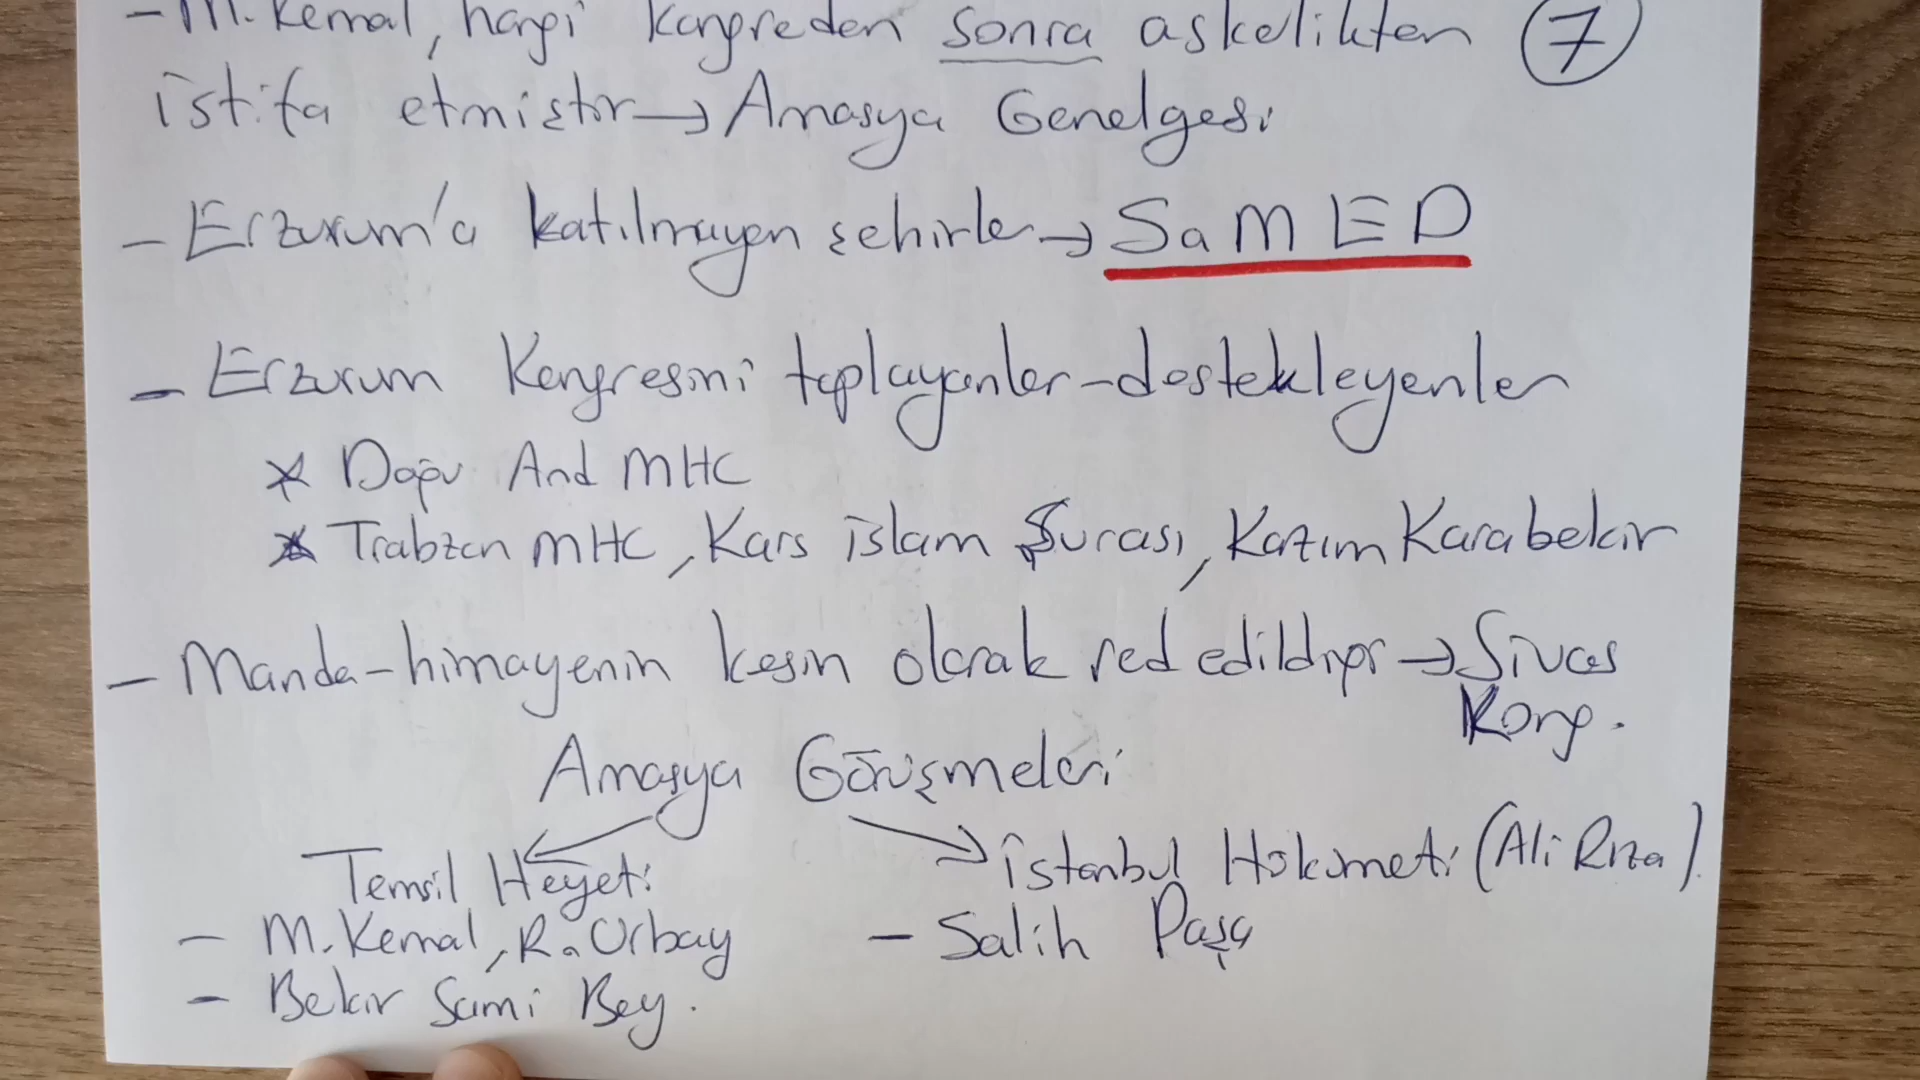 - M. Kemal, hangi kongreden sonra askelikten 7
istifa etmiştir → Amasya Genelgesi
- Erzurum'a katılmayan şehirler → SaMED
- Erzurum Kongresini toplayanlar - destekleyenler
* Doğu And MHC
* Trabzon MHC, Kars islam Şurası, Kazım Karabekir
- Manda-himayenin kesin olarak red edildiği → Sivas
Kong.
Amasya Görüşmeleri
Temsil Heyeti
İstanbul Hükümeti (Ali Rıza).
- M. Kemal, R. Orbay
- Salih Paşa
- Bekir Sami Bey.